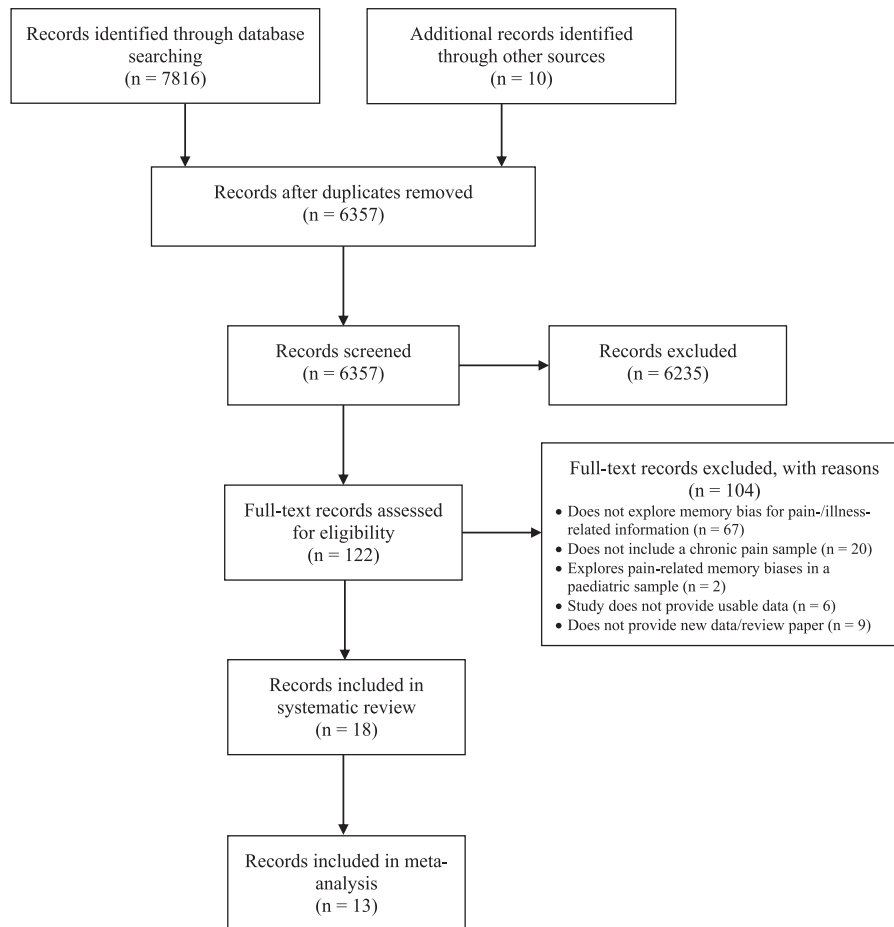 Records identified through database
searching
(n = 7816)
Additional records identified
through other sources
(n = 10)
Records after duplicates removed
(n = 6357)
Records screened
(n = 6357)
Records excluded
(n = 6235)
Full-text records assessed
for eligibility
(n = 122)
Full-text records excluded, with reasons
(n = 104)
• Does not explore memory bias for pain-/illness-
related information (n = 67)
• Does not include a chronic pain sample (n = 20)
• Explores pain-related memory biases in a
paediatric sample (n = 2)
• Study does not provide usable data (n = 6)
• Does not provide new data/review paper (n = 9)
Records included in
systematic review
(n = 18)
Records included in meta-
analysis
(n = 13)